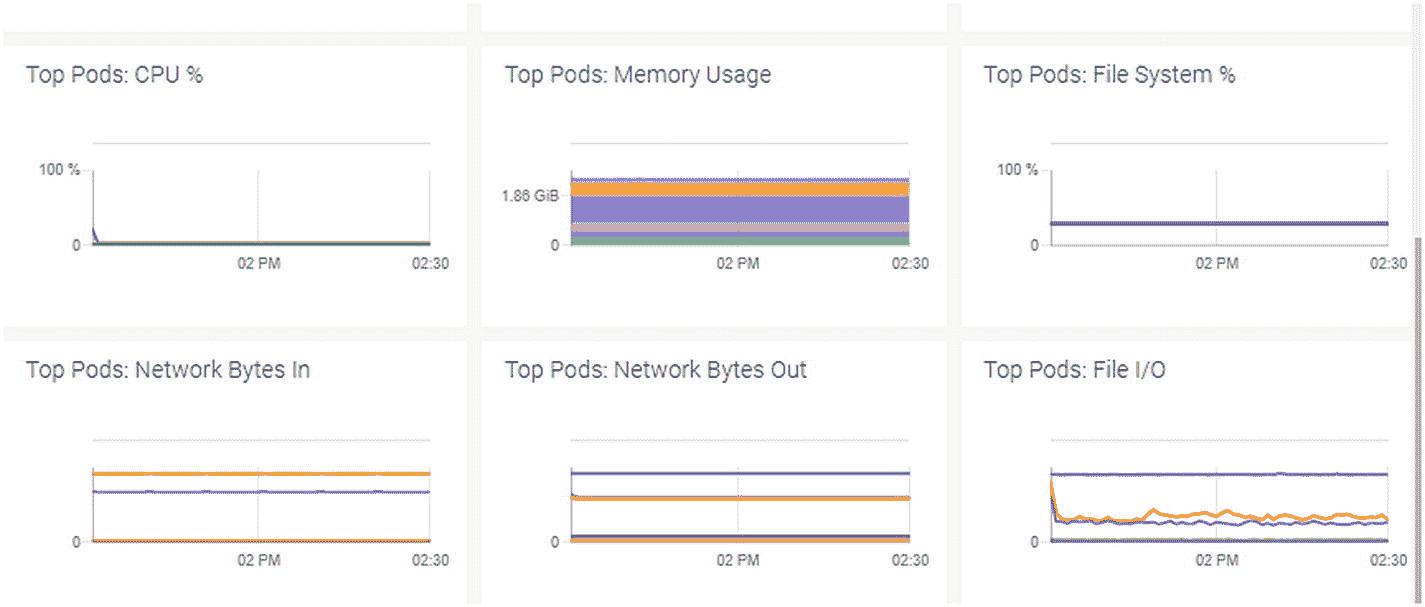 Top Pods: CPU %
100 %
0
02 PM
02:30
Top Pods: Memory Usage
1.86 GiB
0
02 PM
02:30
Top Pods: File System %
100 %
0
02 PM
02:30
Top Pods: Network Bytes In
0
02 PM
02:30
Top Pods: Network Bytes Out
0
02 PM
02:30
Top Pods: File I/O
0
02 PM
02:30